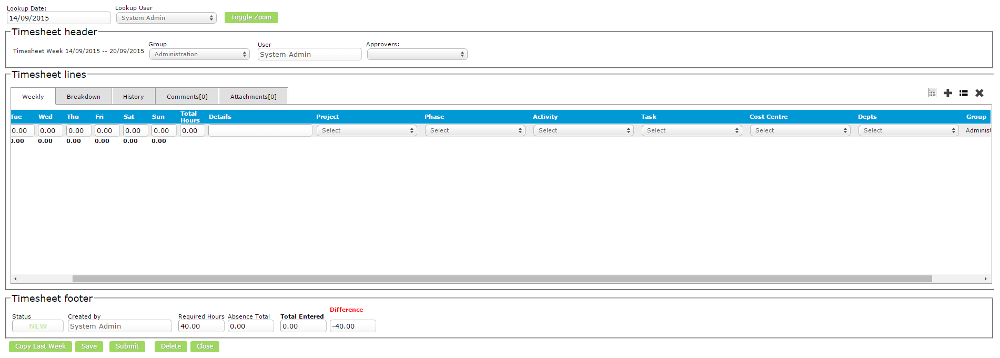 Lookup Date: Lookup User
14/09/2015 System Admin Toggle Zoom
Timesheet header
Timesheet Week 14/09/2015 -- 20/09/2015 Group User Approvers:
Administration System Admin
Timesheet lines
Weekly Breakdown History Comments[0] Attachments[0]
Tue Wed Thu Fri Sat Sun Total Hours Details Project Phase Activity Task Cost Centre Depts Group
0.00 0.00 0.00 0.00 0.00 0.00 0.00 Select Select Select Select Select Select Administ
0.00 0.00 0.00 0.00 0.00 0.00
Timesheet footer
Difference
Status Created by Required Hours Absence Total Total Entered
NEW System Admin 40.00 0.00 0.00 -40.00
Copy Last Week Save Submit Delete Close